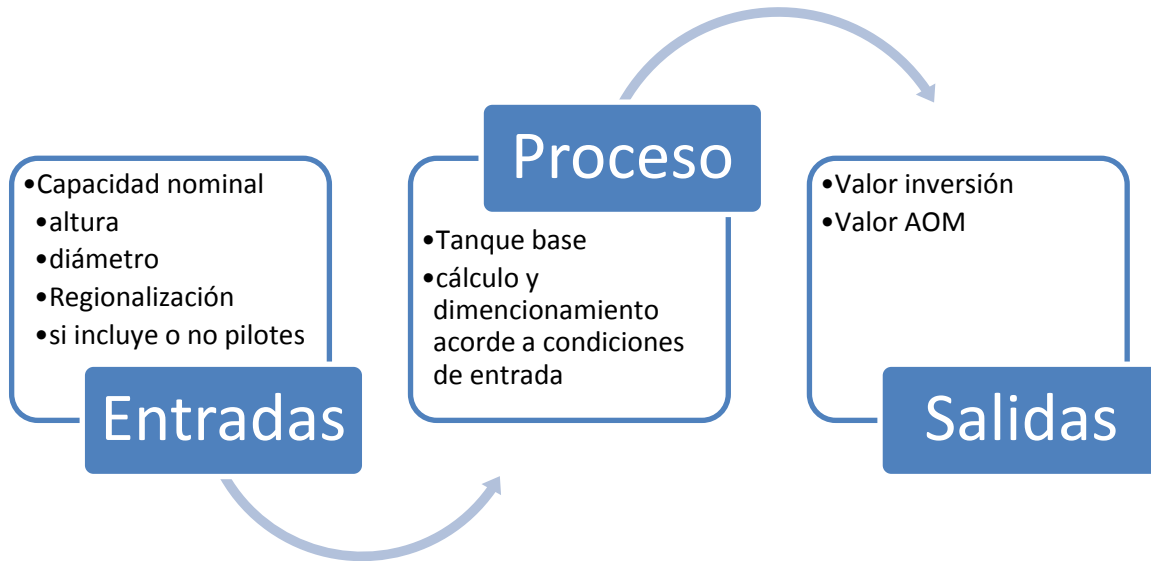 •Capacidad nominal
•altura
•diámetro
•Regionalización
•si incluye o no pilotes
Entradas
Proceso
•Tanque base
•cálculo y
dimencionamiento
acorde a condiciones
de entrada
•Valor inversión
•Valor AOM
Salidas